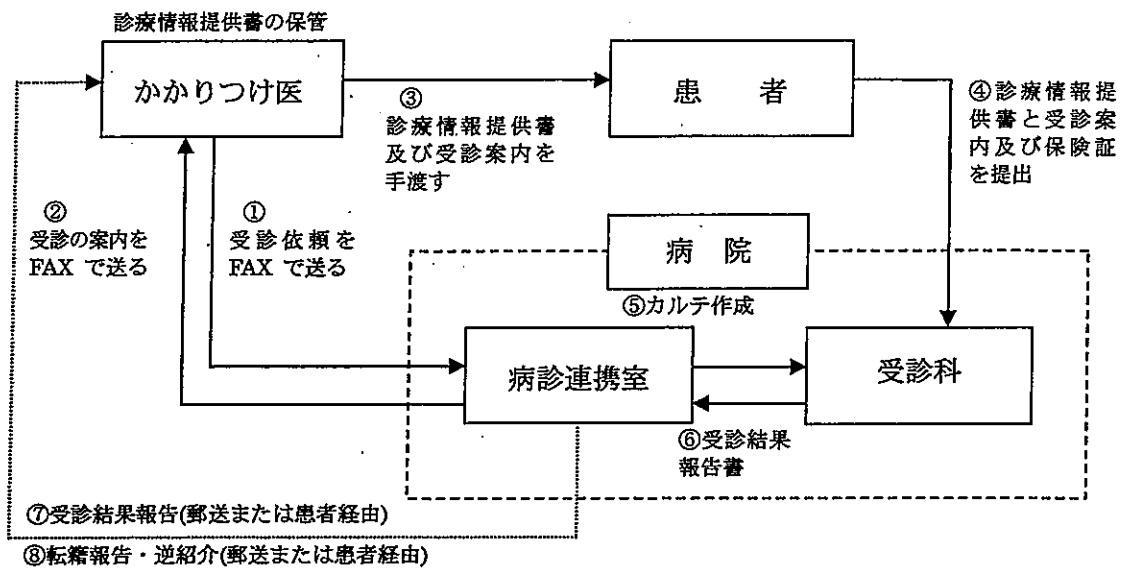 診療情報提供書の保管
かかりつけ医
患　者
③
診療情報提供書
及び受診案内を
手渡す
④診療情報提
供書と受診案
内及び保険証
を提出
②
受診の案内を
FAX で送る
①
受診依頼を
FAX で送る
病　院
⑤カルテ作成
病診連携室
受診科
⑥受診結果
報告書
⑦受診結果報告(郵送または患者経由)
⑧転籍報告・逆紹介(郵送または患者経由)